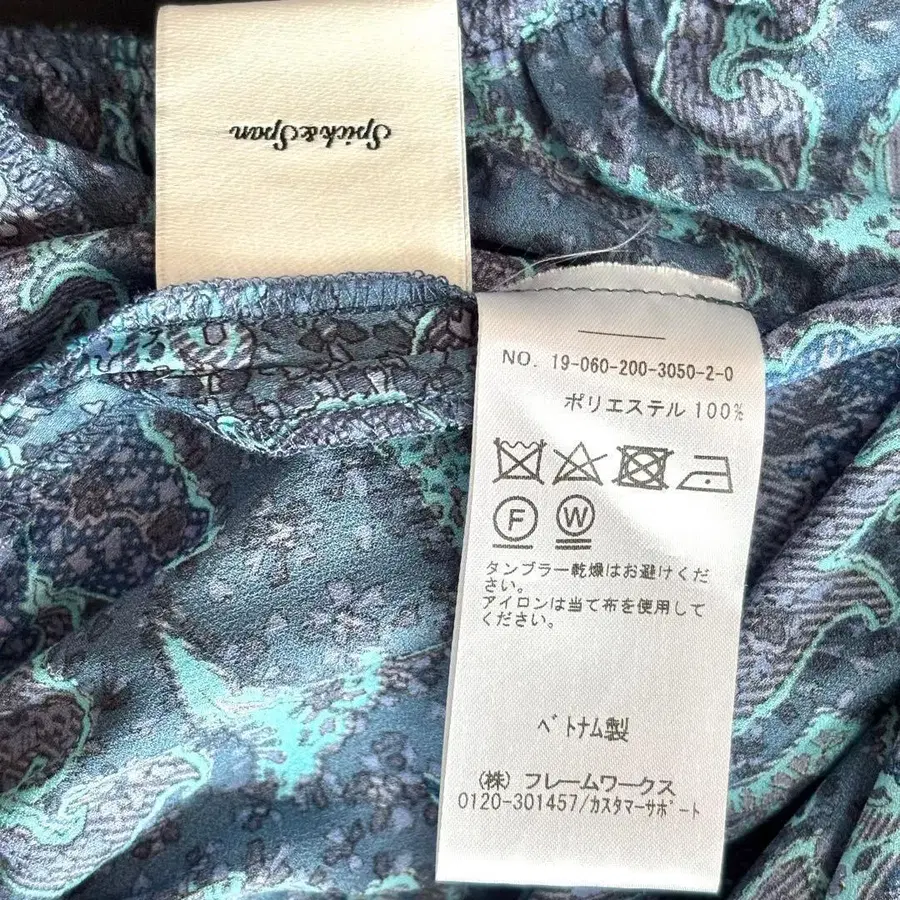 Spick&Span
NO. 19-060-200-3050-2-0
ポリエステル 100%
F W
タンブラー乾燥はお避けくだ
さい。
アイロンは当て布を使用して
ください。
ベトナム製
(株) フレームワークス
0120-301457/カスタマーサポート